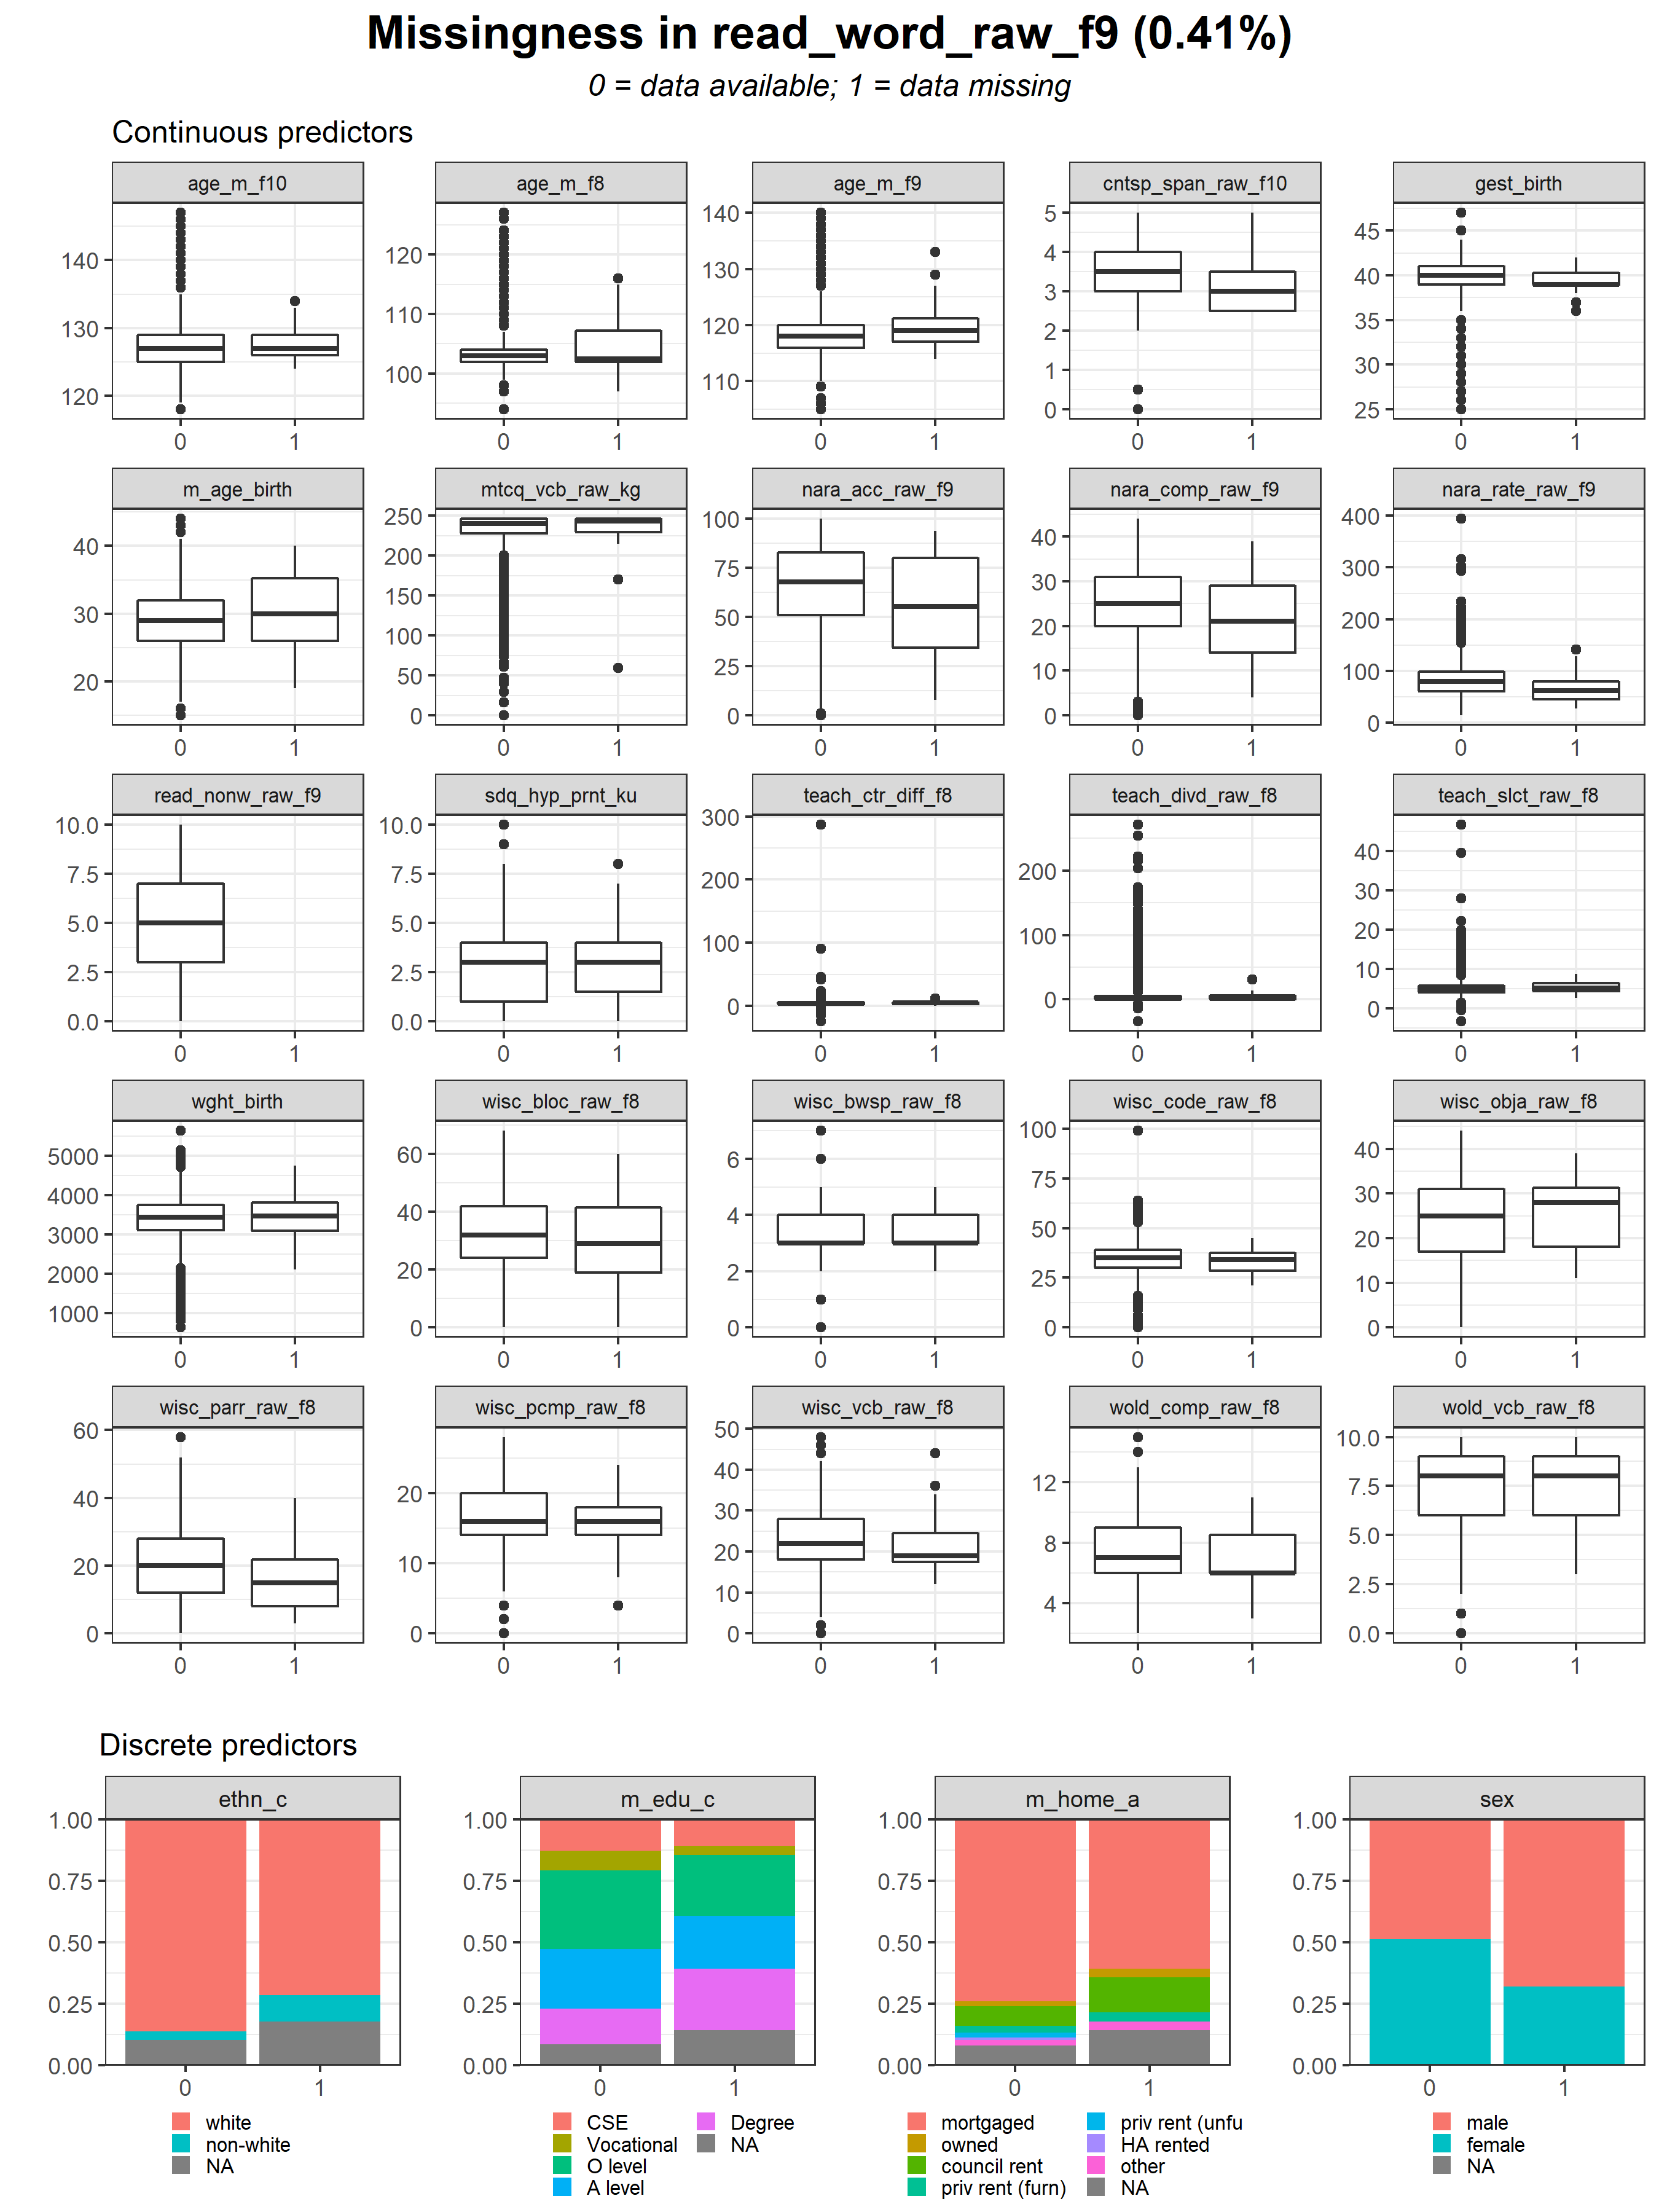 Missingness in read_word_raw_f9 (0.41%)
0 = data available; 1 = data missing
Continuous predictors
age_m_f10 age_m_f8 age_m_f9 cntsp_span_raw_f10 gest_birth
140 130 120
120 110 100
140 130 120 110
5 4 3 2 1 0
45 40 35 30 25
0 1 0 1 0 1 0 1 0 1
m_age_birth mtcq_vcb_raw_kg nara_acc_raw_f9 nara_comp_raw_f9 nara_rate_raw_f9
40 30 20
250 200 150 100 50 0
100 75 50 25 0
40 30 20 10 0
400 300 200 100 0
0 1 0 1 0 1 0 1 0 1
read_nonw_raw_f9 sdq_hyp_prnt_ku teach_ctr_diff_f8 teach_divd_raw_f8 teach_slct_raw_f8
10.0 7.5 5.0 2.5 0.0
10.0 7.5 5.0 2.5 0.0
300 200 100 0
200 100 0
40 30 20 10 0
0 1 0 1 0 1 0 1 0 1
wght_birth wisc_bloc_raw_f8 wisc_bwsp_raw_f8 wisc_code_raw_f8 wisc_obja_raw_f8
5000 4000 3000 2000 1000
60 40 20 0
6 4 2 0
100 75 50 25 0
40 30 20 10 0
0 1 0 1 0 1 0 1 0 1
wisc_parr_raw_f8 wisc_pcmp_raw_f8 wisc_vcb_raw_f8 wold_comp_raw_f8 wold_vcb_raw_f8
60 40 20 0
20 10 0
50 40 30 20 10 0
12 8 4
10.0 7.5 5.0 2.5 0.0
0 1 0 1 0 1 0 1 0 1
Discrete predictors
ethn_c m_edu_c m_home_a sex
1.00 0.75 0.50 0.25 0.00
1.00 0.75 0.50 0.25 0.00
1.00 0.75 0.50 0.25 0.00
1.00 0.75 0.50 0.25 0.00
0 1 0 1 0 1 0 1
white
non-white
NA
CSE
Vocational
O level
A level
Degree
NA
mortgaged
owned
council rent
priv rent (furn)
priv rent (unfu
HA rented
other
NA
male
female
NA